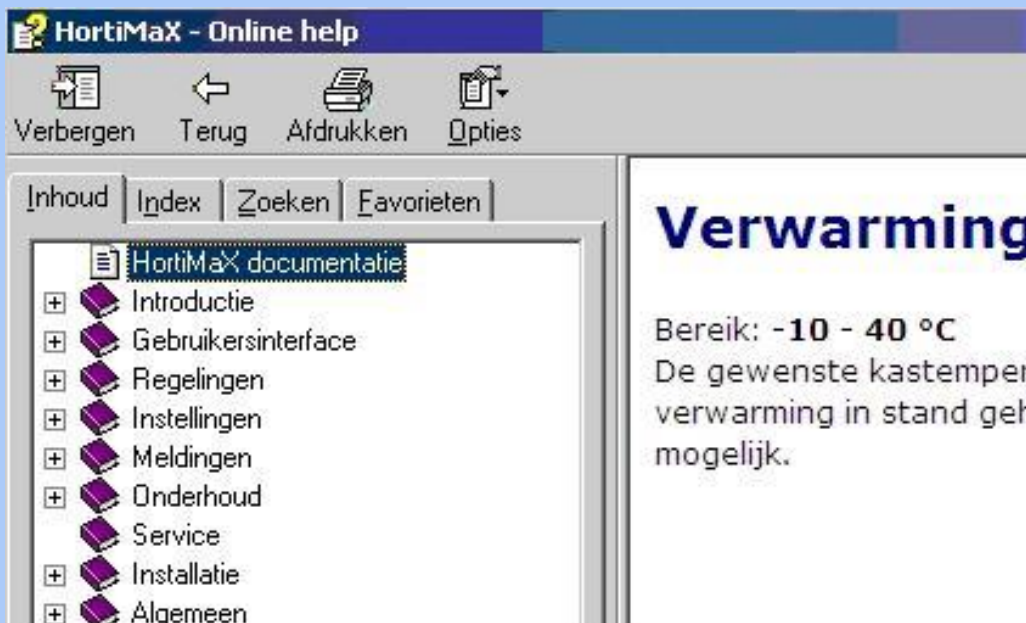 HortiMaX - Online help
Verbergen Terug Afdrukken Opties
Inhoud Index Zoeken Favorieten
HortiMaX documentatie
Introductie
Gebruikersinterface
Regelingen
Instellingen
Meldingen
Onderhoud
Service
Installatie
Algemeen
Verwarming
Bereik: -10 - 40 °C
De gewenste kastemper
verwarming in stand geh
mogelijk.